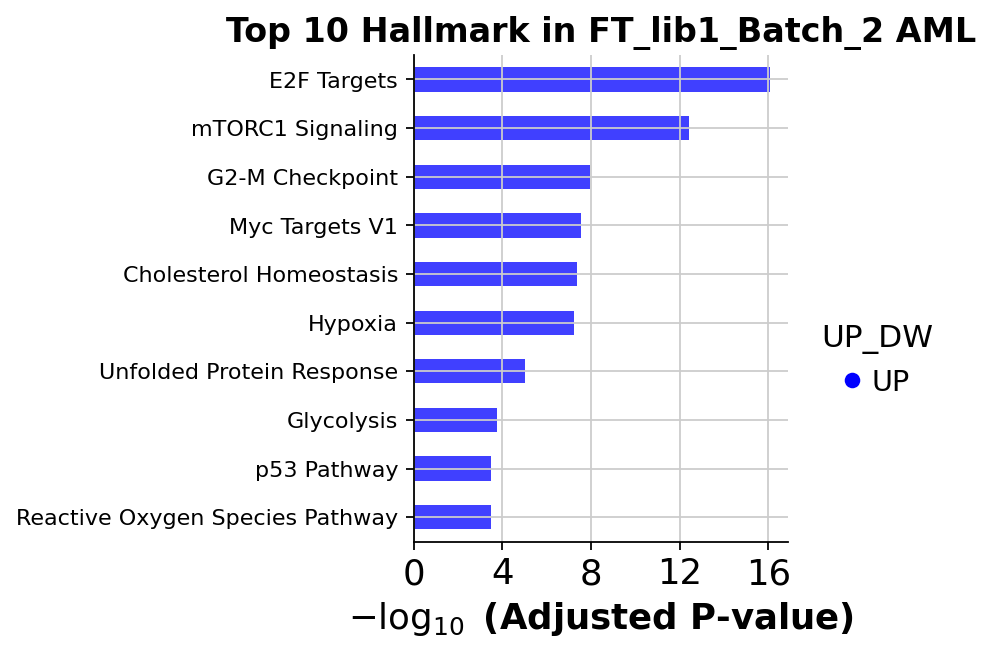 Top 10 Hallmark in FT_lib1_Batch_2 AML
E2F Targets
mTORC1 Signaling
G2-M Checkpoint
Myc Targets V1
Cholesterol Homeostasis
Hypoxia
Unfolded Protein Response
Glycolysis
p53 Pathway
Reactive Oxygen Species Pathway
0 4 8 12 16
−log₁₀ (Adjusted P-value)
UP_DW
UP